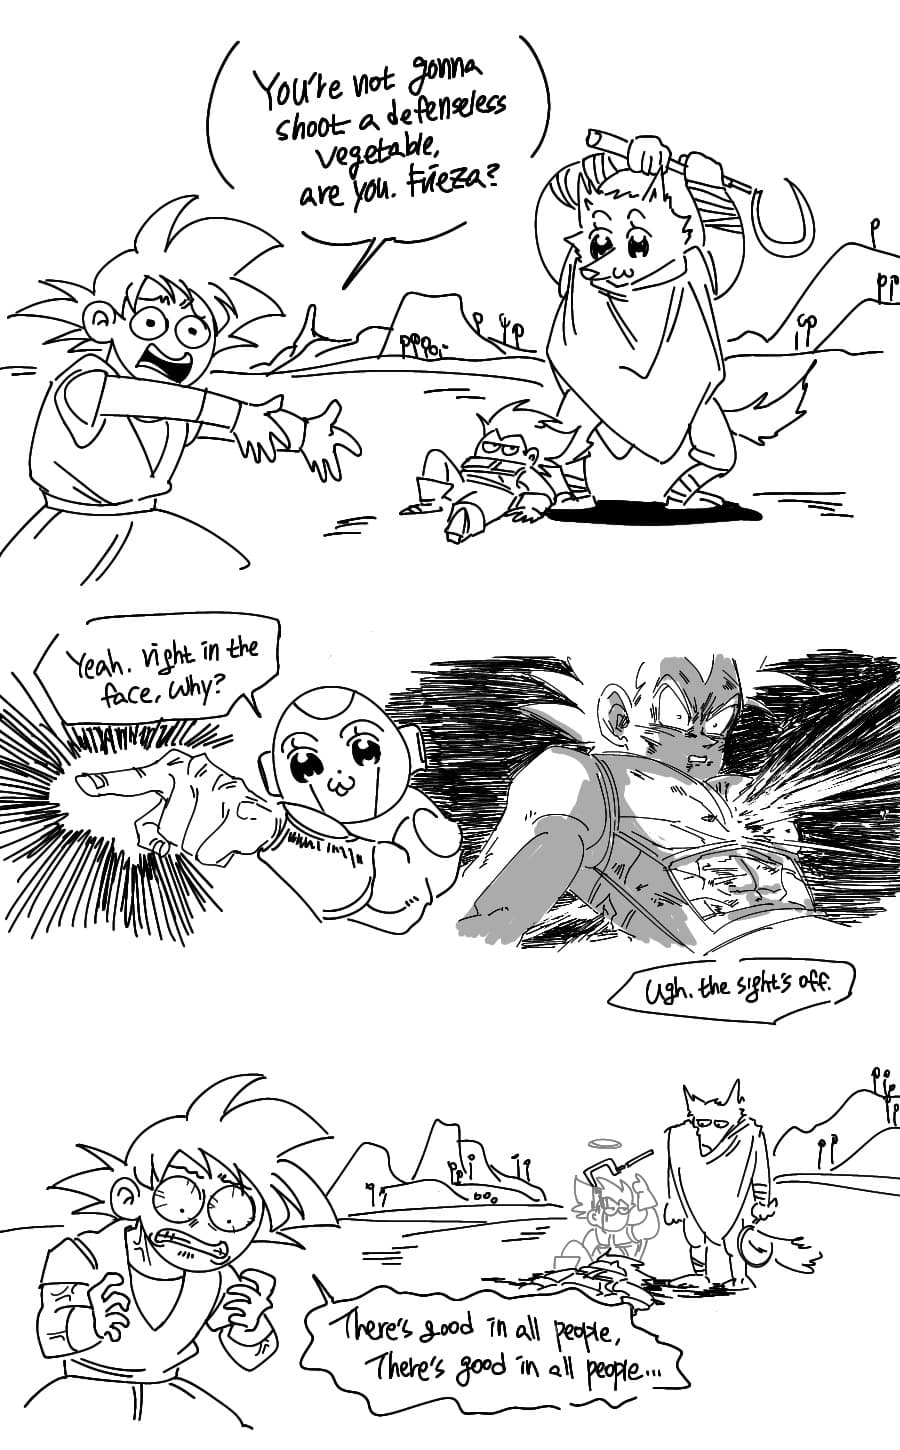 You're not gonna
shoot a defenseless
vegetable,
are you. Frieza?
Yeah. right in the
face, why?
Ugh. the sight's off.
There's good in all people,
There's good in all people...